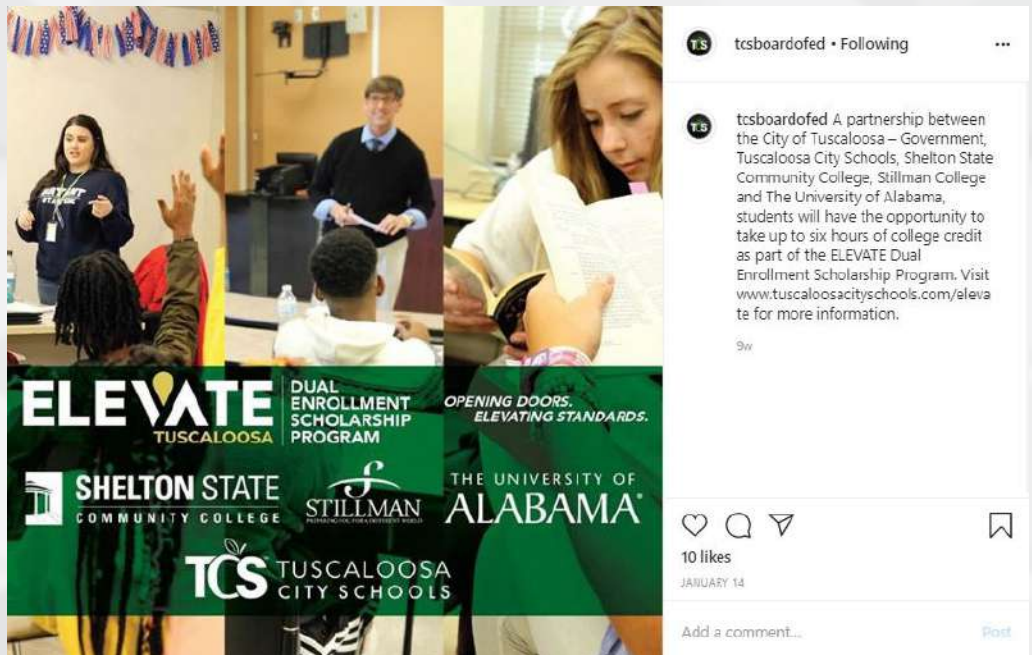 ELEVATE
TUSCALOOSA
DUAL
ENROLLMENT
SCHOLARSHIP
PROGRAM
OPENING DOORS.
ELEVATING STANDARDS.
SHELTON STATE
COMMUNITY COLLEGE
STILLMAN
THE UNIVERSITY OF
ALABAMA
TCS TUSCALOOSA
CITY SCHOOLS
TCS
tcsboardofed • Following
TCS
tcsboardofed A partnership between
the City of Tuscaloosa – Government,
Tuscaloosa City Schools, Shelton State
Community College, Stillman College
and The University of Alabama,
students will have the opportunity to
take up to six hours of college credit
as part of the ELEVATE Dual
Enrollment Scholarship Program. Visit
www.tuscaloosacityschools.com/eleva
te for more information.
9w
10 likes
JANUARY 14
Add a comment...
Post